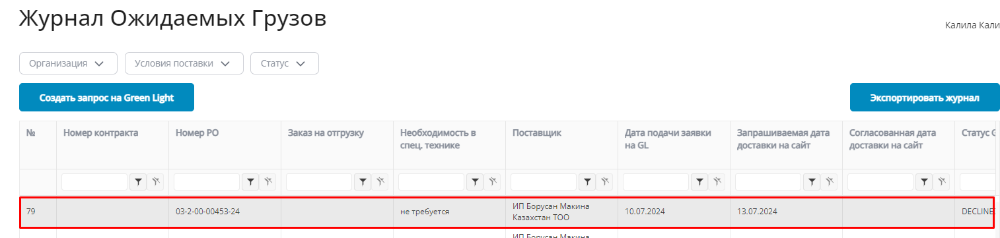 Журнал Ожидаемых Грузов
Калила Кали
Организация Условия поставки Статус
Создать запрос на Green Light Экспортировать журнал
№ Номер контракта Номер РО Заказ на отгрузку Необходимость в Поставщик Дата подачи заявки Запрашиваемая дата Согласованная дата Статус G
спец. технике на GL доставки на сайт доставки на сайт
79 03-2-00-00453-24 не требуется ИП Борусан Макина 10.07.2024 13.07.2024 DECLINE
Казахстан ТОО
ИП Борусан Макина